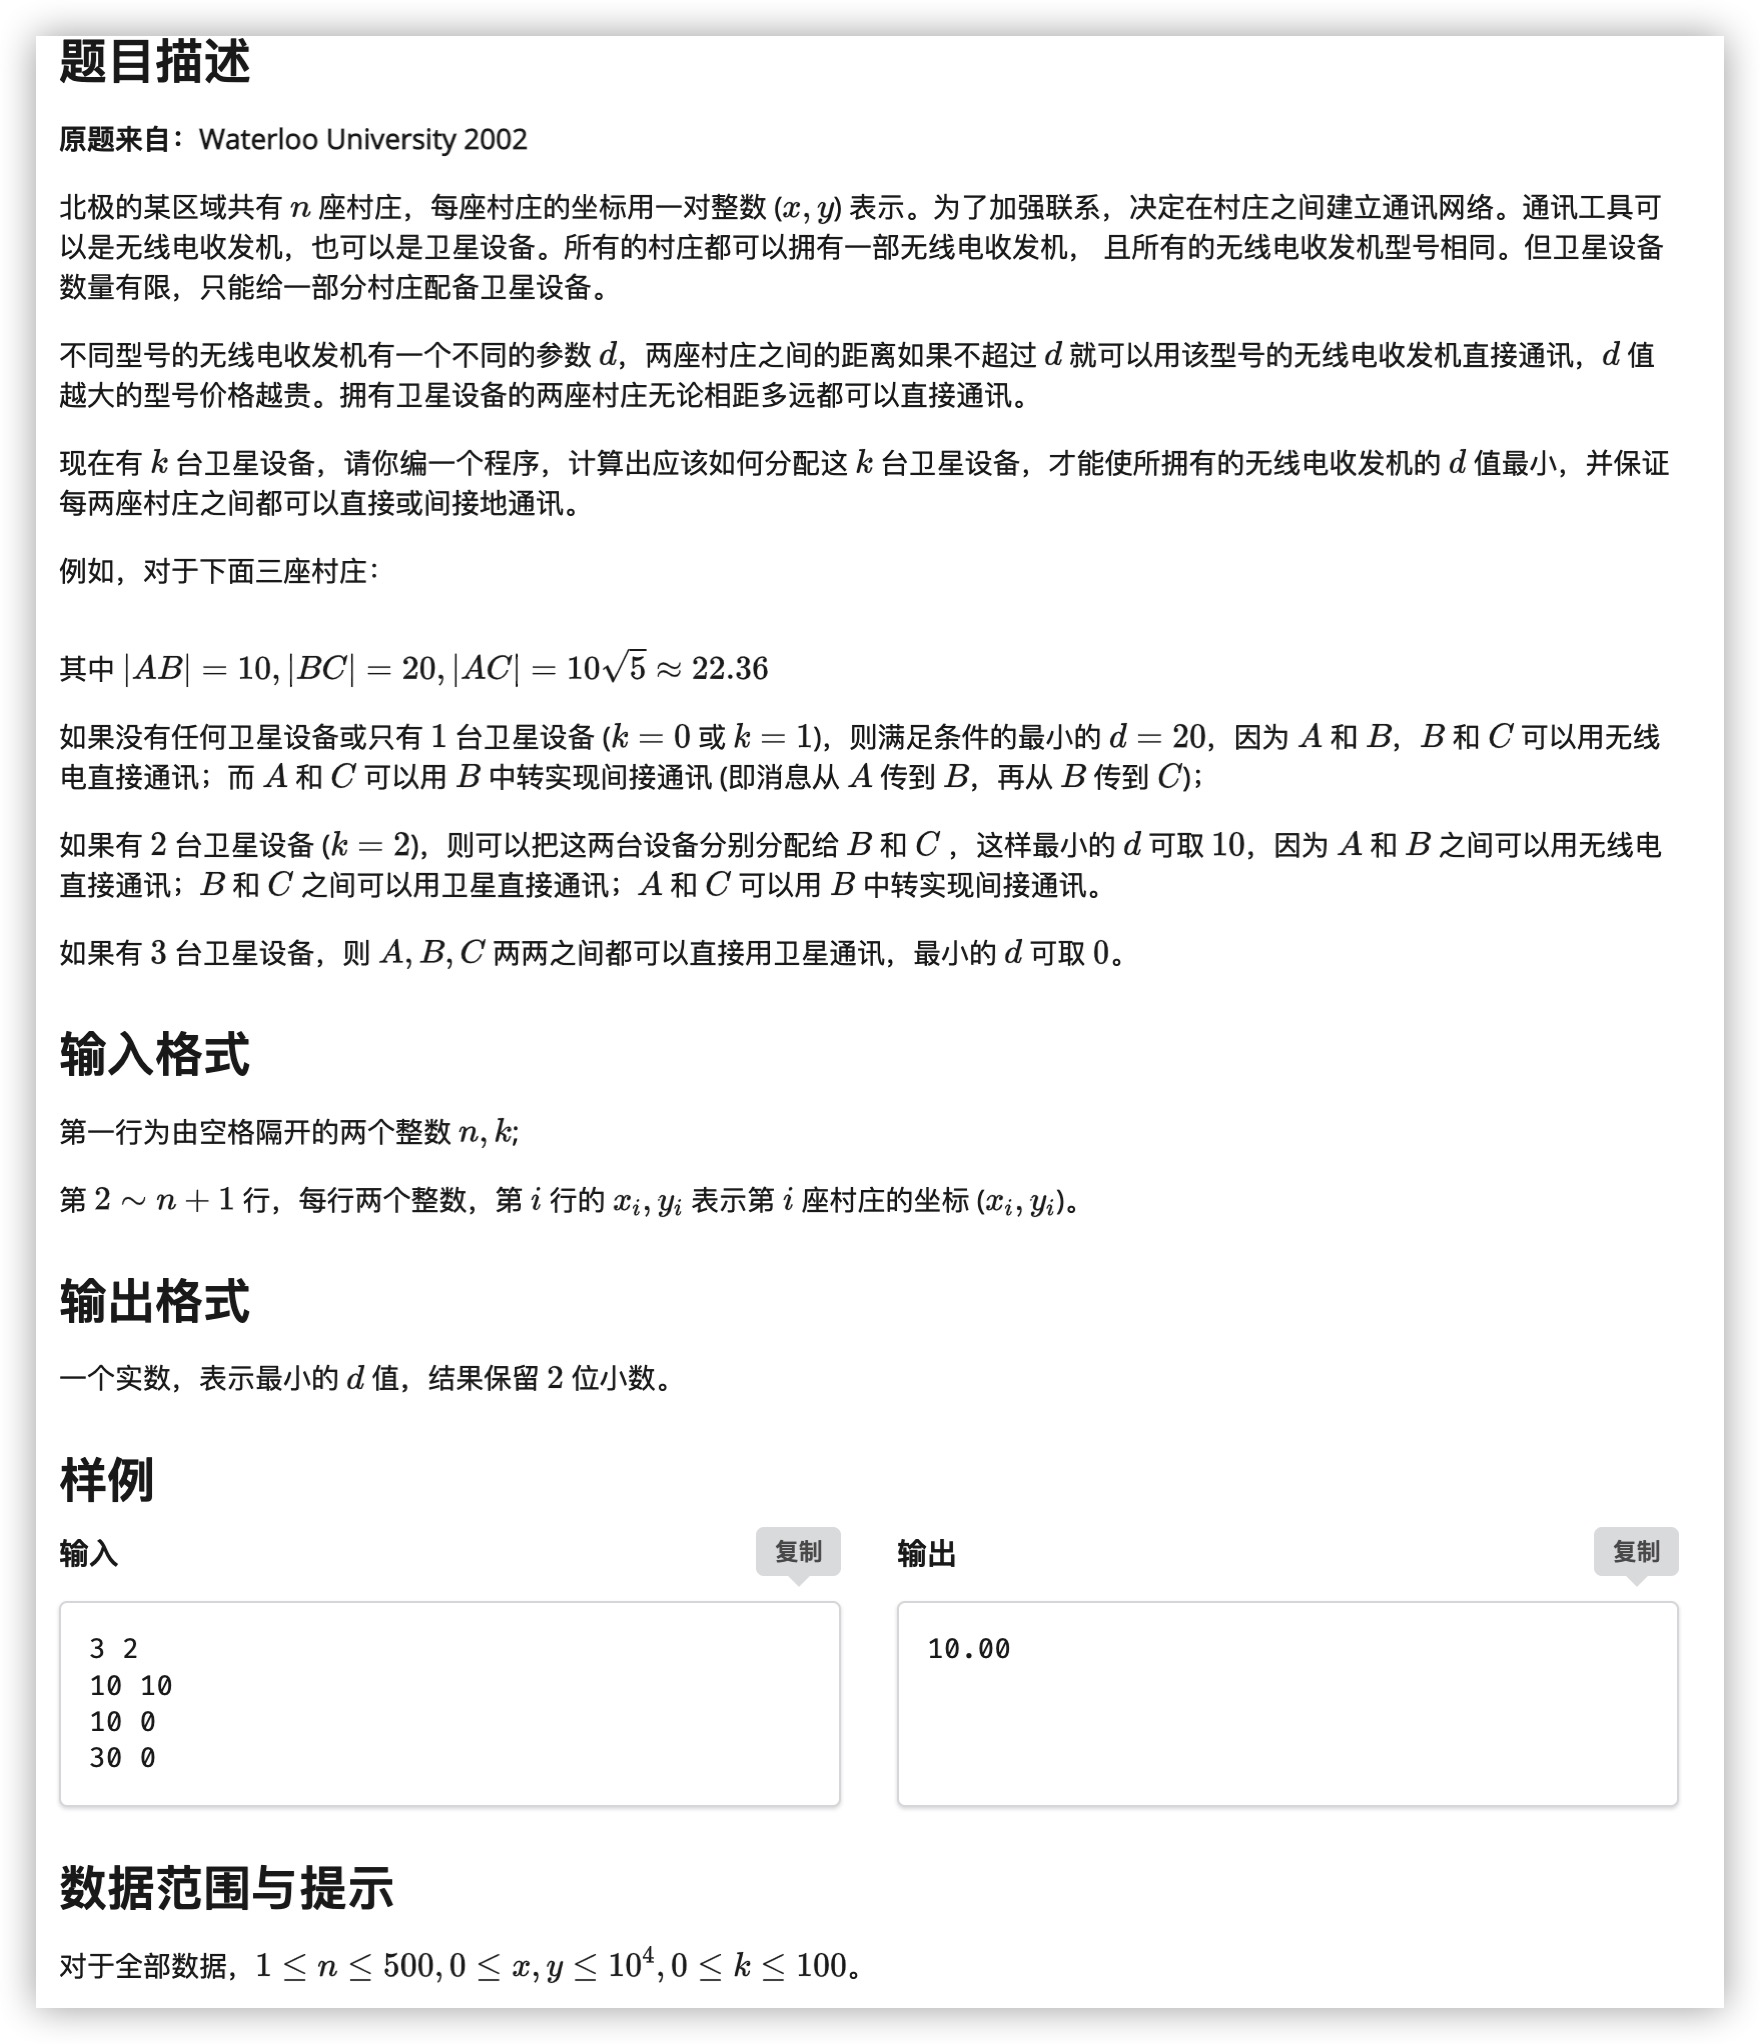 题目描述
原题来自：Waterloo University 2002
北极的某区域共有 n 座村庄，每座村庄的坐标用一对整数 (x, y) 表示。为了加强联系，决定在村庄之间建立通讯网络。通讯工具可
以是无线电收发机，也可以是卫星设备。所有的村庄都可以拥有一部无线电收发机， 且所有的无线电收发机型号相同。但卫星设备
数量有限，只能给一部分村庄配备卫星设备。
不同型号的无线电收发机有一个不同的参数 d，两座村庄之间的距离如果不超过 d 就可以用该型号的无线电收发机直接通讯，d 值
越大的型号价格越贵。拥有卫星设备的两座村庄无论相距多远都可以直接通讯。
现在有 k 台卫星设备，请你编一个程序，计算出应该如何分配这 k 台卫星设备，才能使所拥有的无线电收发机的 d 值最小，并保证
每两座村庄之间都可以直接或间接地通讯。
例如，对于下面三座村庄：
其中 |AB| = 10, |BC| = 20, |AC| = 10√5 ≈ 22.36
如果没有任何卫星设备或只有 1 台卫星设备 (k = 0 或 k = 1)，则满足条件的最小的 d = 20，因为 A 和 B，B 和 C 可以用无线
电直接通讯；而 A 和 C 可以用 B 中转实现间接通讯 (即消息从 A 传到 B，再从 B 传到 C)；
如果有 2 台卫星设备 (k = 2)，则可以把这两台设备分别分配给 B 和 C ，这样最小的 d 可取 10，因为 A 和 B 之间可以用无线电
直接通讯；B 和 C 之间可以用卫星直接通讯；A 和 C 可以用 B 中转实现间接通讯。
如果有 3 台卫星设备，则 A, B, C 两两之间都可以直接用卫星通讯，最小的 d 可取 0。
输入格式
第一行为由空格隔开的两个整数 n, k;
第 2 ∼ n + 1 行，每行两个整数，第 i 行的 xᵢ, yᵢ 表示第 i 座村庄的坐标 (xᵢ, yᵢ)。
输出格式
一个实数，表示最小的 d 值，结果保留 2 位小数。
样例
输入 复制
3 2
10 10
10 0
30 0
输出 复制
10.00
数据范围与提示
对于全部数据，1 ≤ n ≤ 500, 0 ≤ x, y ≤ 10⁴, 0 ≤ k ≤ 100。